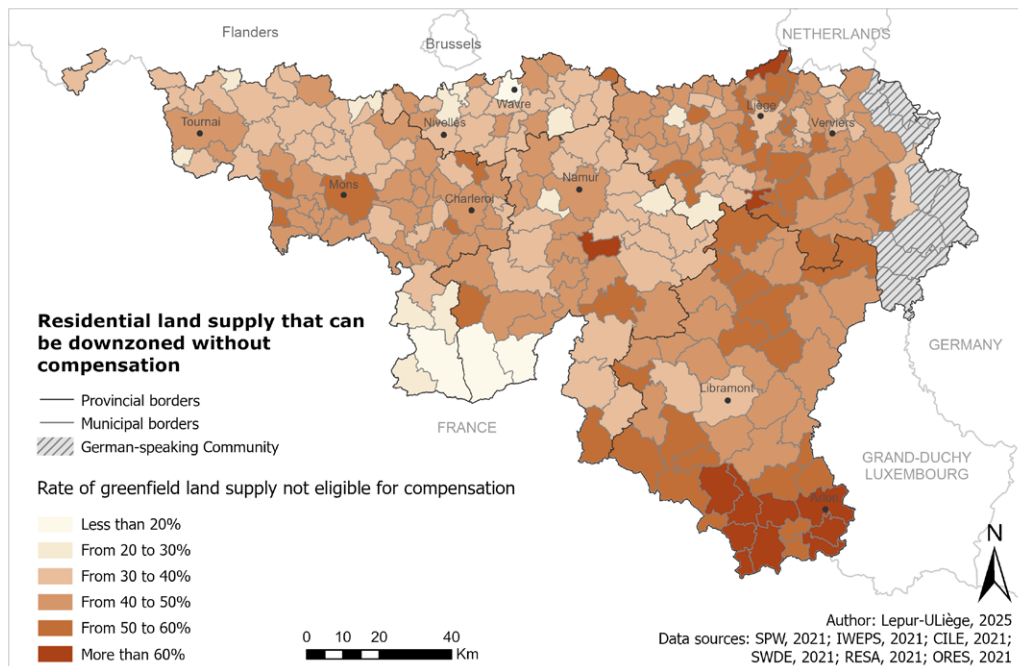 Flanders
Brussels
NETHERLANDS
Wavre
Liège
Tournai
Nivelles
Verviers
Namur
Mons
Charleroi
Residential land supply that can
be downzoned without
compensation
GERMANY
Provincial borders
Libramont
Municipal borders
FRANCE
German-speaking Community
GRAND-DUCHY
LUXEMBOURG
Rate of greenfield land supply not eligible for compensation
Arlon
Less than 20%
From 20 to 30%
N
From 30 to 40%
From 40 to 50%
From 50 to 60%
More than 60%
0 10 20 40
Km
Author: Lepur-ULiège, 2025
Data sources: SPW, 2021; IWEPS, 2021; CILE, 2021;
SWDE, 2021; RESA, 2021; ORES, 2021